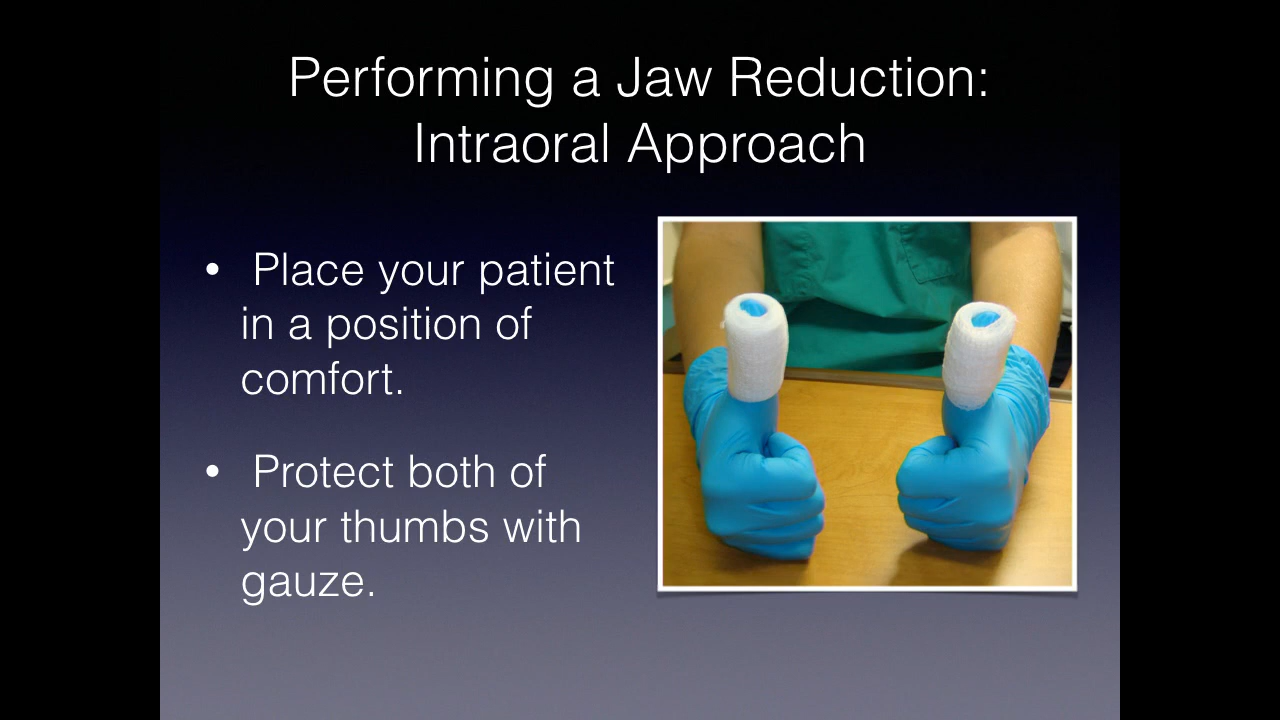 Performing a Jaw Reduction:
Intraoral Approach
• Place your patient
in a position of
comfort.
• Protect both of
your thumbs with
gauze.